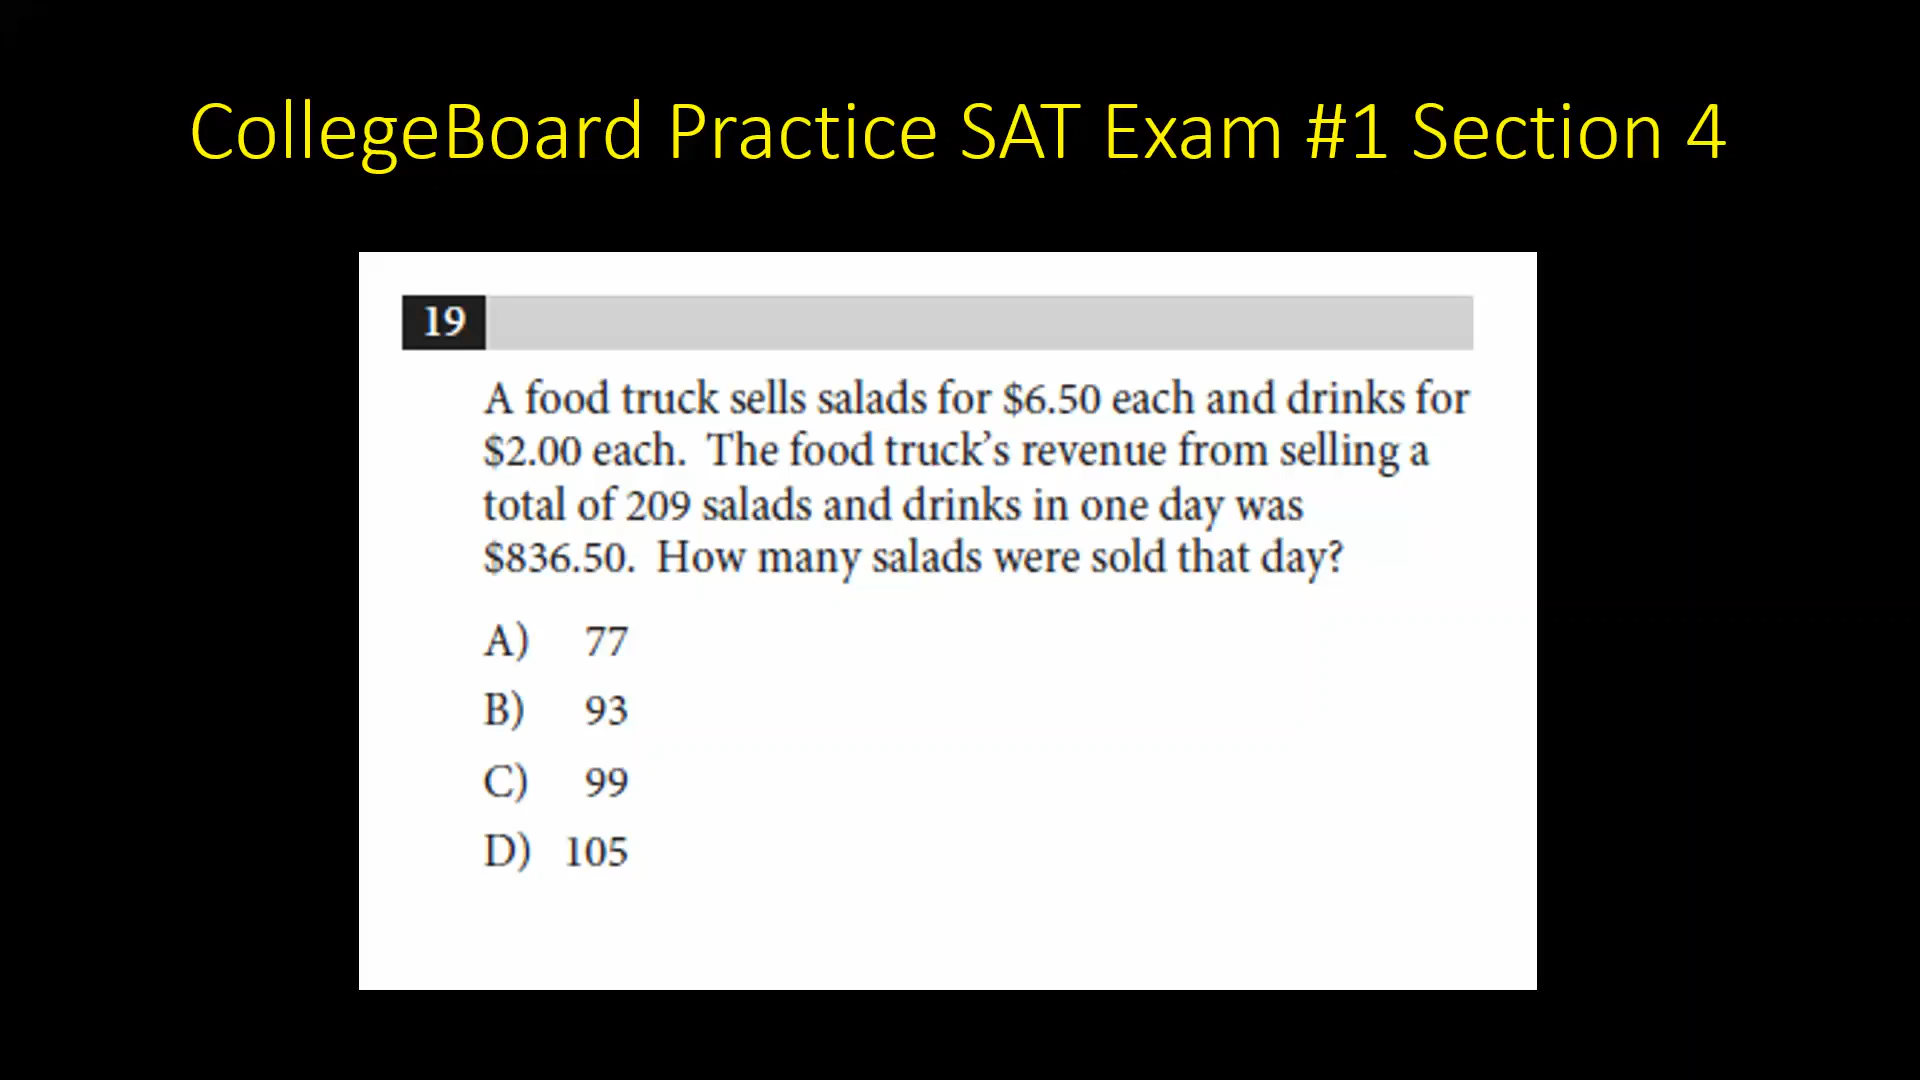 CollegeBoard Practice SAT Exam #1 Section 4
19
A food truck sells salads for $6.50 each and drinks for
$2.00 each. The food truck’s revenue from selling a
total of 209 salads and drinks in one day was
$836.50. How many salads were sold that day?
A) 77
B) 93
C) 99
D) 105